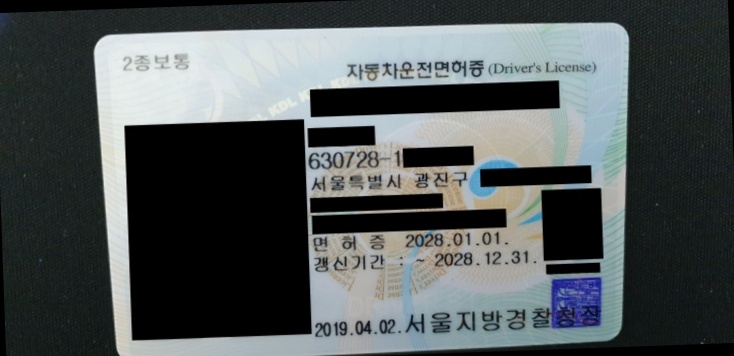 2종보통
자동차운전면허증 (Driver's License)
630728-1
서울특별시 광진구
면 허 증 2028.01.01.
갱신기간 : ~ 2028.12.31.
2019.04.02. 서울지방경찰청장